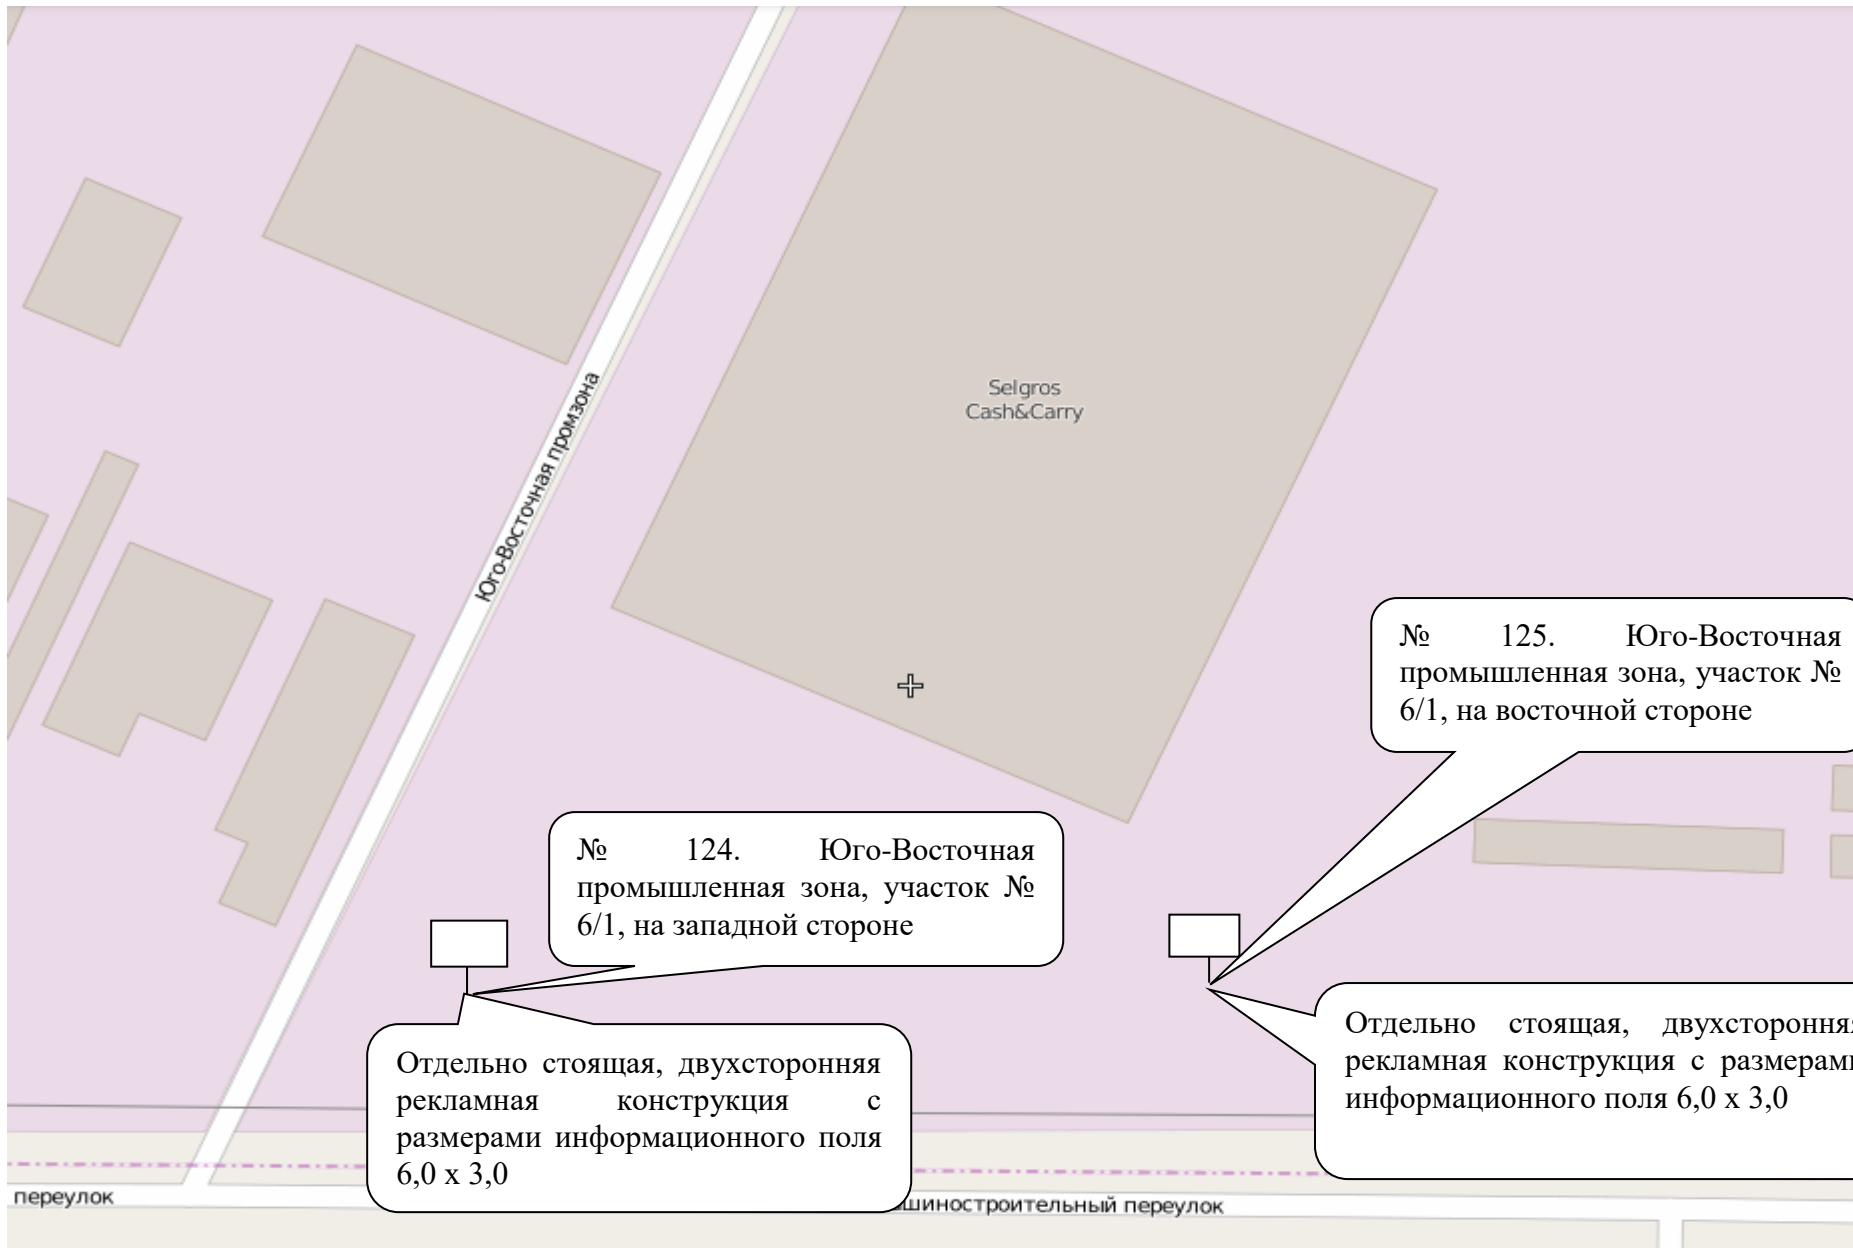 Selgros
Cash&Carry
Юго-Восточная промзона
№ 125. Юго-Восточная
промышленная зона, участок №
6/1, на восточной стороне
№ 124. Юго-Восточная
промышленная зона, участок №
6/1, на западной стороне
Отдельно стоящая, двухсторонняя
рекламная конструкция с размерами
информационного поля 6,0 х 3,0
Отдельно стоящая, двухсторонняя
рекламная конструкция с
размерами информационного поля
6,0 х 3,0
переулок
шиностроительный переулок